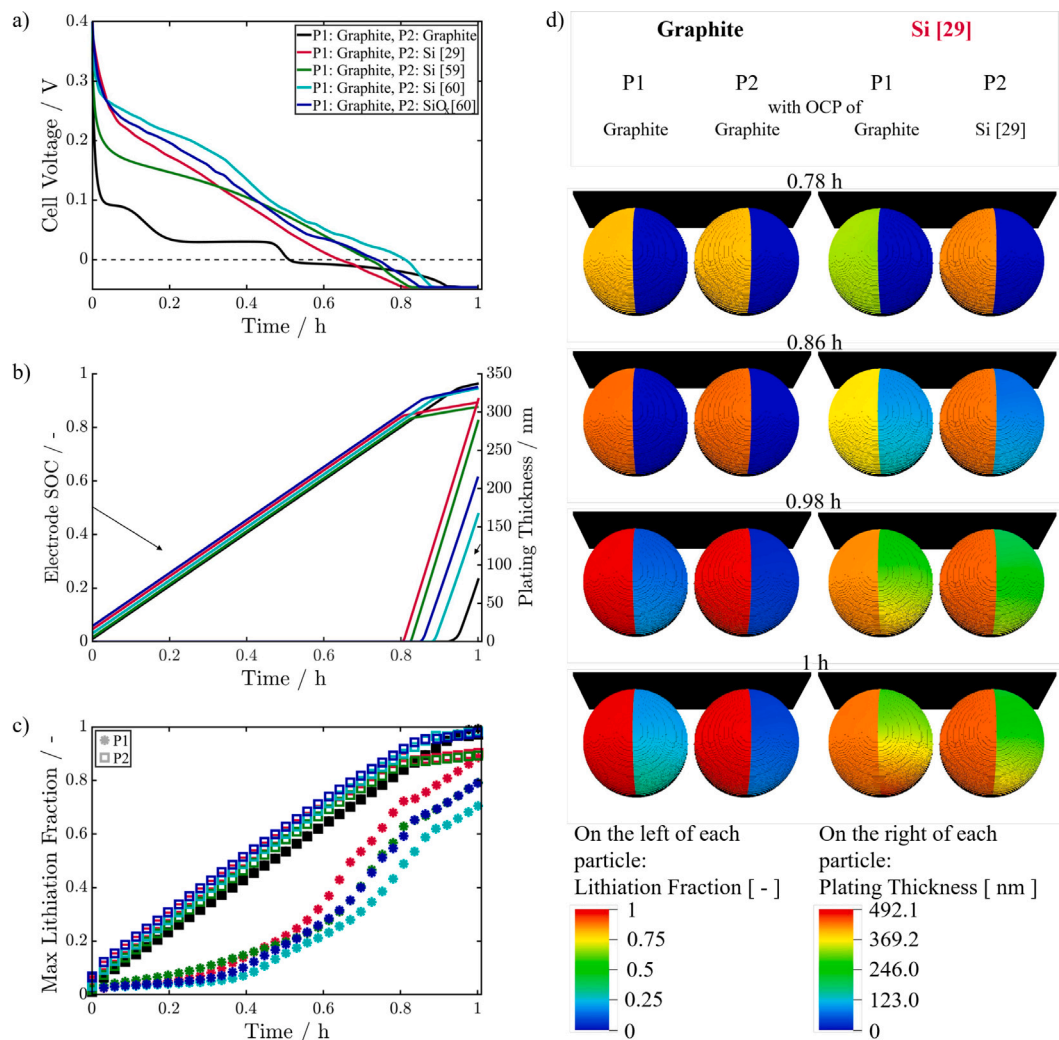 a)
0.4
0.3
0.2
0.1
0
Cell Voltage / V
P1: Graphite, P2: Graphite
P1: Graphite, P2: Si [29]
P1: Graphite, P2: Si [59]
P1: Graphite, P2: Si [60]
P1: Graphite, P2: SiOx[60]
0 0.2 0.4 0.6 0.8 1
Time / h
b)
1
0.8
0.6
0.4
0.2
0
Electrode SOC / -
350
300
250
200
150
100
50
0
Plating Thickness / nm
0 0.2 0.4 0.6 0.8 1
Time / h
c)
1
0.8
0.6
0.4
0.2
0
Max Lithiation Fraction / -
P1
P2
0 0.2 0.4 0.6 0.8 1
Time / h
d)
Graphite Si [29]
P1 P2 P1 P2
with OCP of
Graphite Graphite Graphite Si [29]
0.78 h
0.86 h
0.98 h
1 h
On the left of each
particle:
Lithiation Fraction [ - ]
1
0.75
0.5
0.25
0
On the right of each
particle:
Plating Thickness [ nm ]
492.1
369.2
246.0
123.0
0